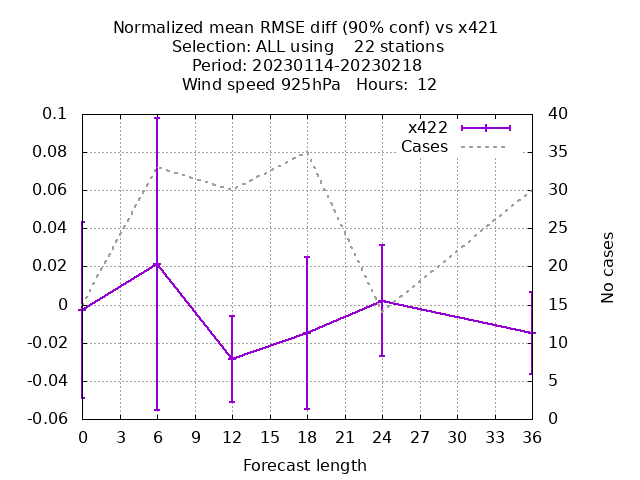 Normalized mean RMSE diff (90% conf) vs x421
Selection: ALL using    22 stations
Period: 20230114-20230218
Wind speed 925hPa   Hours:  12
x422
Cases
0.1
0.08
0.06
0.04
0.02
0
-0.02
-0.04
-0.06
40
35
30
25
20
15
10
5
0
No cases
0 3 6 9 12 15 18 21 24 27 30 33 36
Forecast length